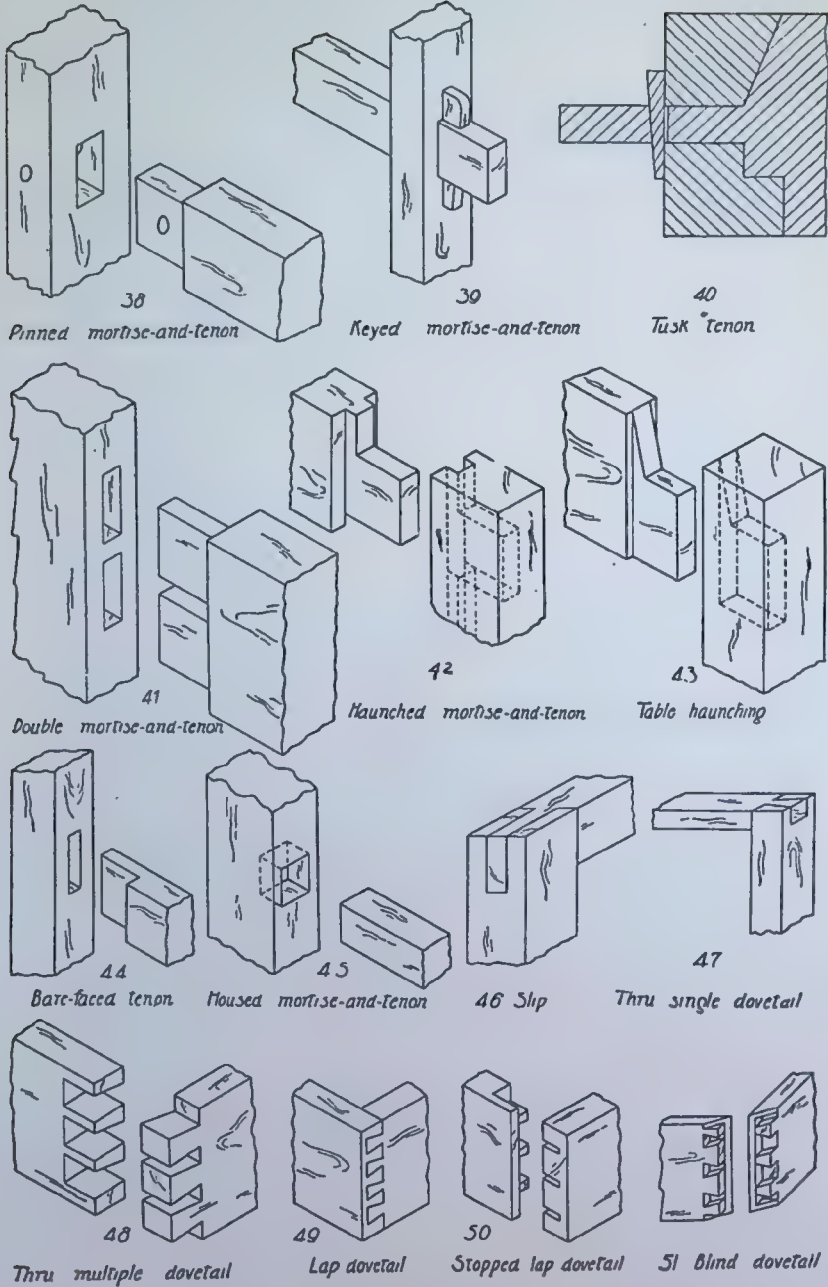 38
Pinned mortise-and-tenon
39
Keyed mortise-and-tenon
40
Tusk tenon
41
Double mortise-and-tenon
42
Haunched mortise-and-tenon
43
Table haunching
44
Bare-faced tenon
45
Housed mortise-and-tenon
46 Slip
47
Thru single dovetail
48
Thru multiple dovetail
49
Lap dovetail
50
Stopped lap dovetail
51 Blind dovetail